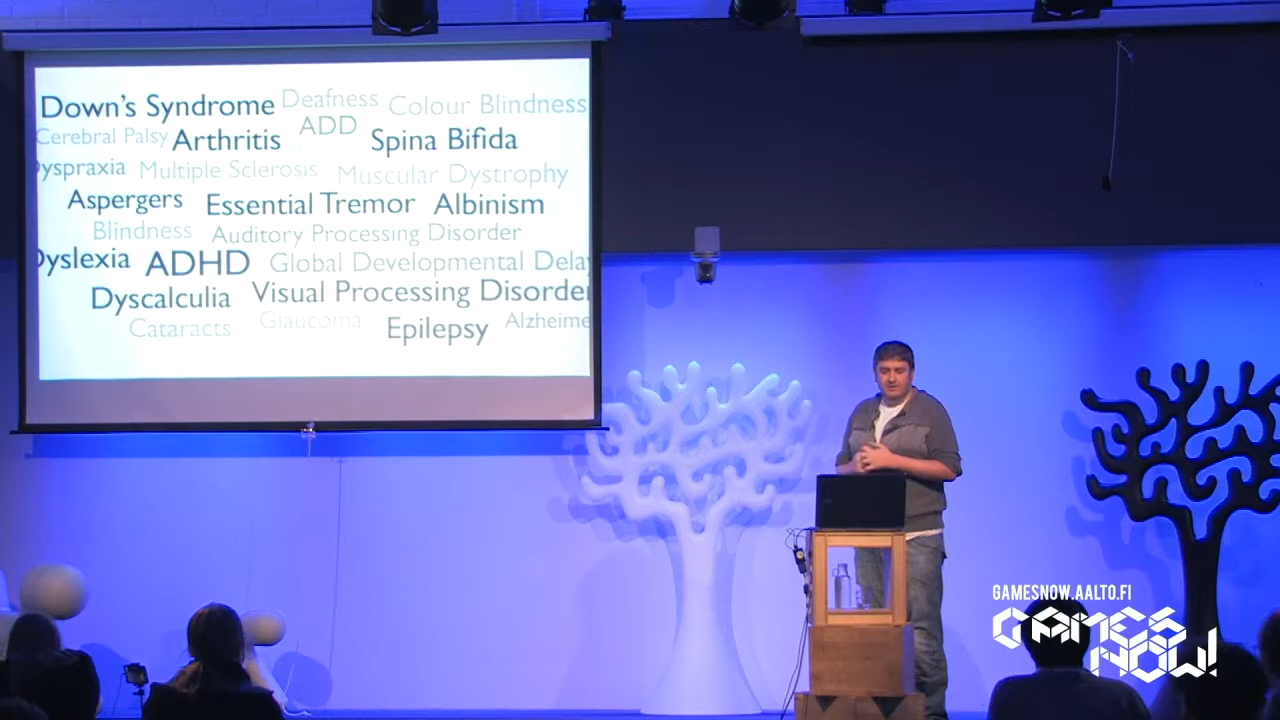 Down's Syndrome Deafness Colour Blindness
Cerebral Palsy Arthritis ADD Spina Bifida
yspraxia Multiple Sclerosis Muscular Dystrophy
Aspergers Essential Tremor Albinism
Blindness Auditory Processing Disorder
Dyslexia ADHD Global Developmental Delay
Dyscalculia Visual Processing Disorder
Cataracts Glaucoma Epilepsy Alzheime
GAMESNOW.AALTO.FI
GAMES
NOW!